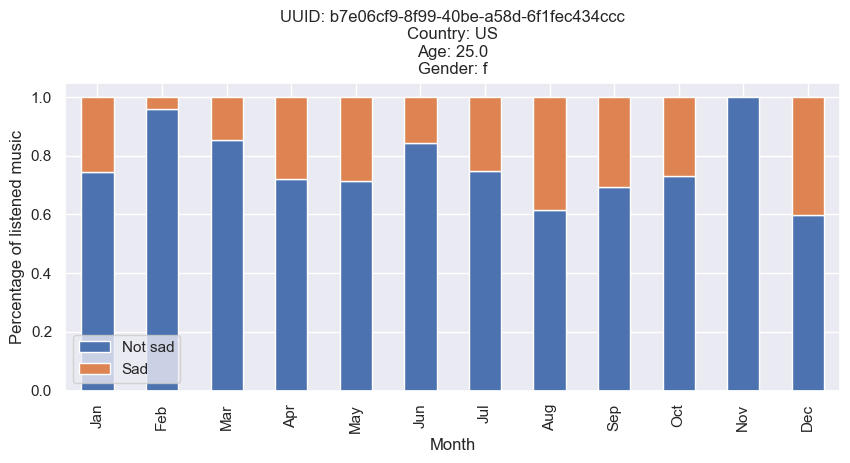 UUID: b7e06cf9-8f99-40be-a58d-6f1fec434ccc
Country: US
Age: 25.0
Gender: f
Percentage of listened music
1.0
0.8
0.6
0.4
0.2
0.0
Not sad
Sad
Jan
Feb
Mar
Apr
May
Jun
Jul
Aug
Sep
Oct
Nov
Dec
Month